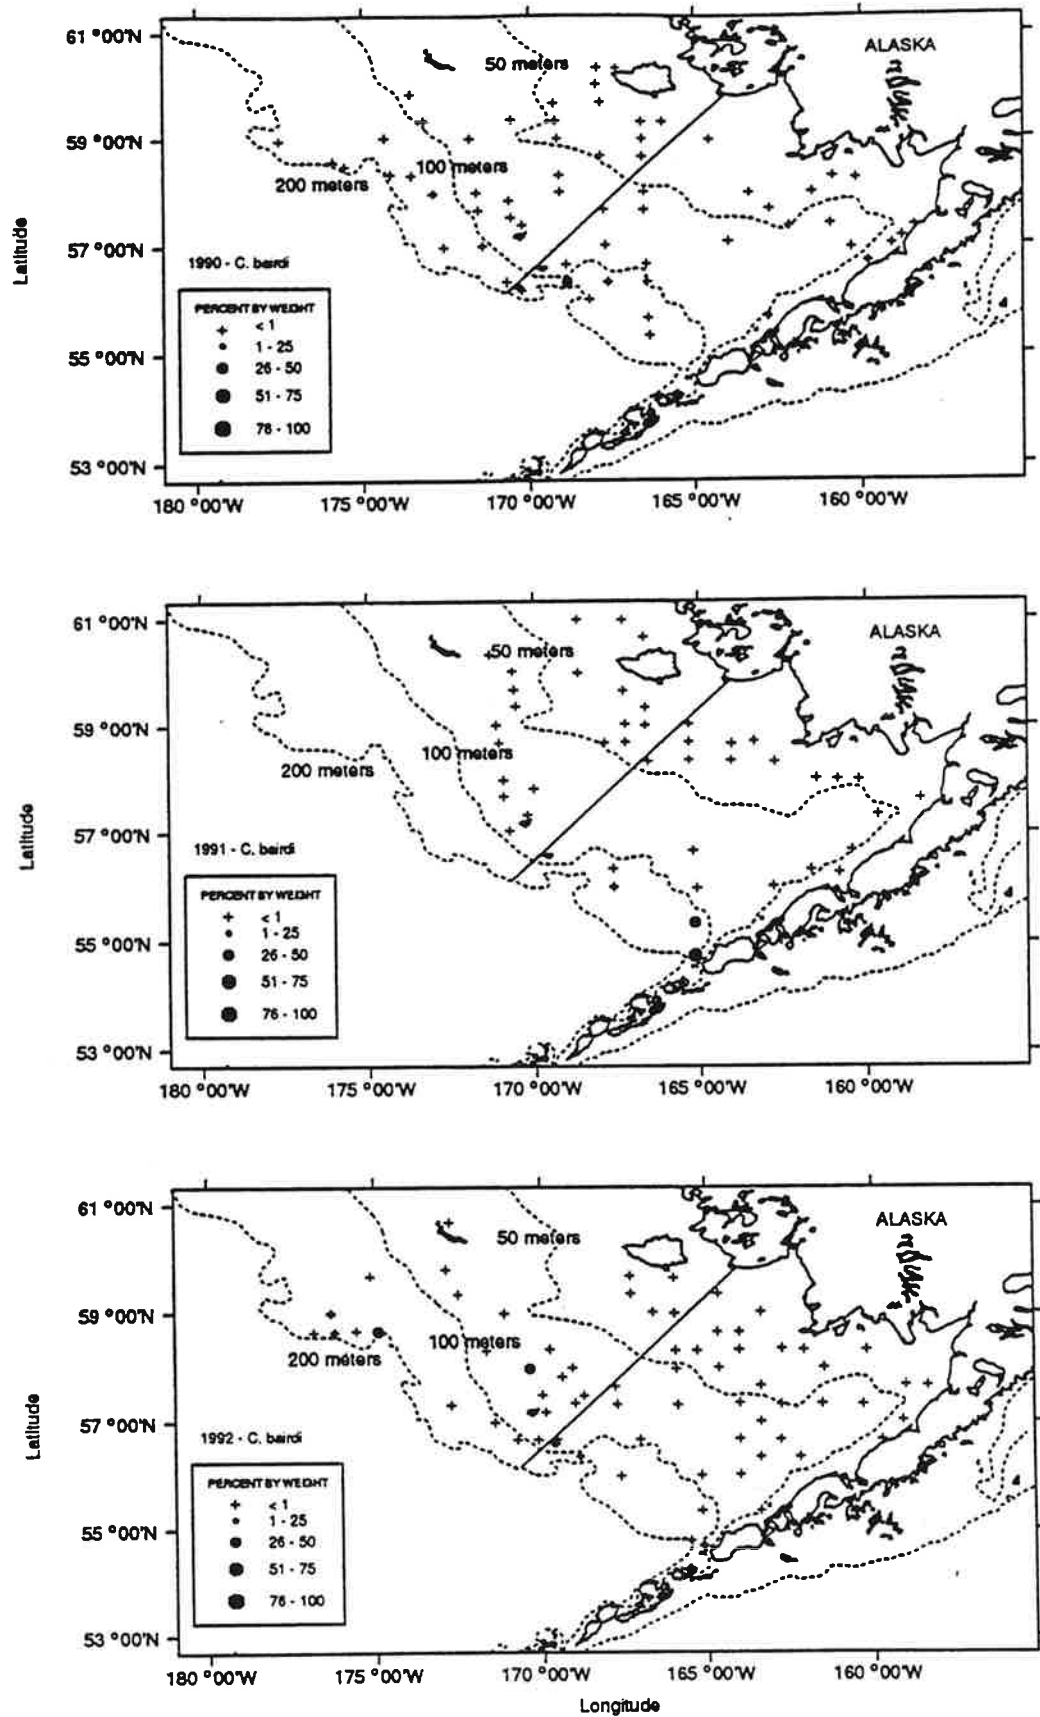 61 °00'N
ALASKA
50 meters
59 °00'N
100 meters
200 meters
57 °00'N
Latitude
1990 - C. bairdi
PERCENT BY WEIGHT
< 1
1 - 25
26 - 50
51 - 75
76 - 100
55 °00'N
53 °00'N
180 °00'W 175 °00'W 170 °00'W 165 °00'W 160 °00'W
61 °00'N
ALASKA
50 meters
59 °00'N
100 meters
200 meters
57 °00'N
Latitude
1991 - C. bairdi
PERCENT BY WEIGHT
< 1
1 - 25
26 - 50
51 - 75
76 - 100
55 °00'N
53 °00'N
180 °00'W 175 °00'W 170 °00'W 165 °00'W 160 °00'W
61 °00'N
ALASKA
50 meters
59 °00'N
100 meters
200 meters
57 °00'N
Latitude
1992 - C. bairdi
PERCENT BY WEIGHT
< 1
1 - 25
26 - 50
51 - 75
76 - 100
55 °00'N
53 °00'N
180 °00'W 175 °00'W 170 °00'W 165 °00'W 160 °00'W
Longitude